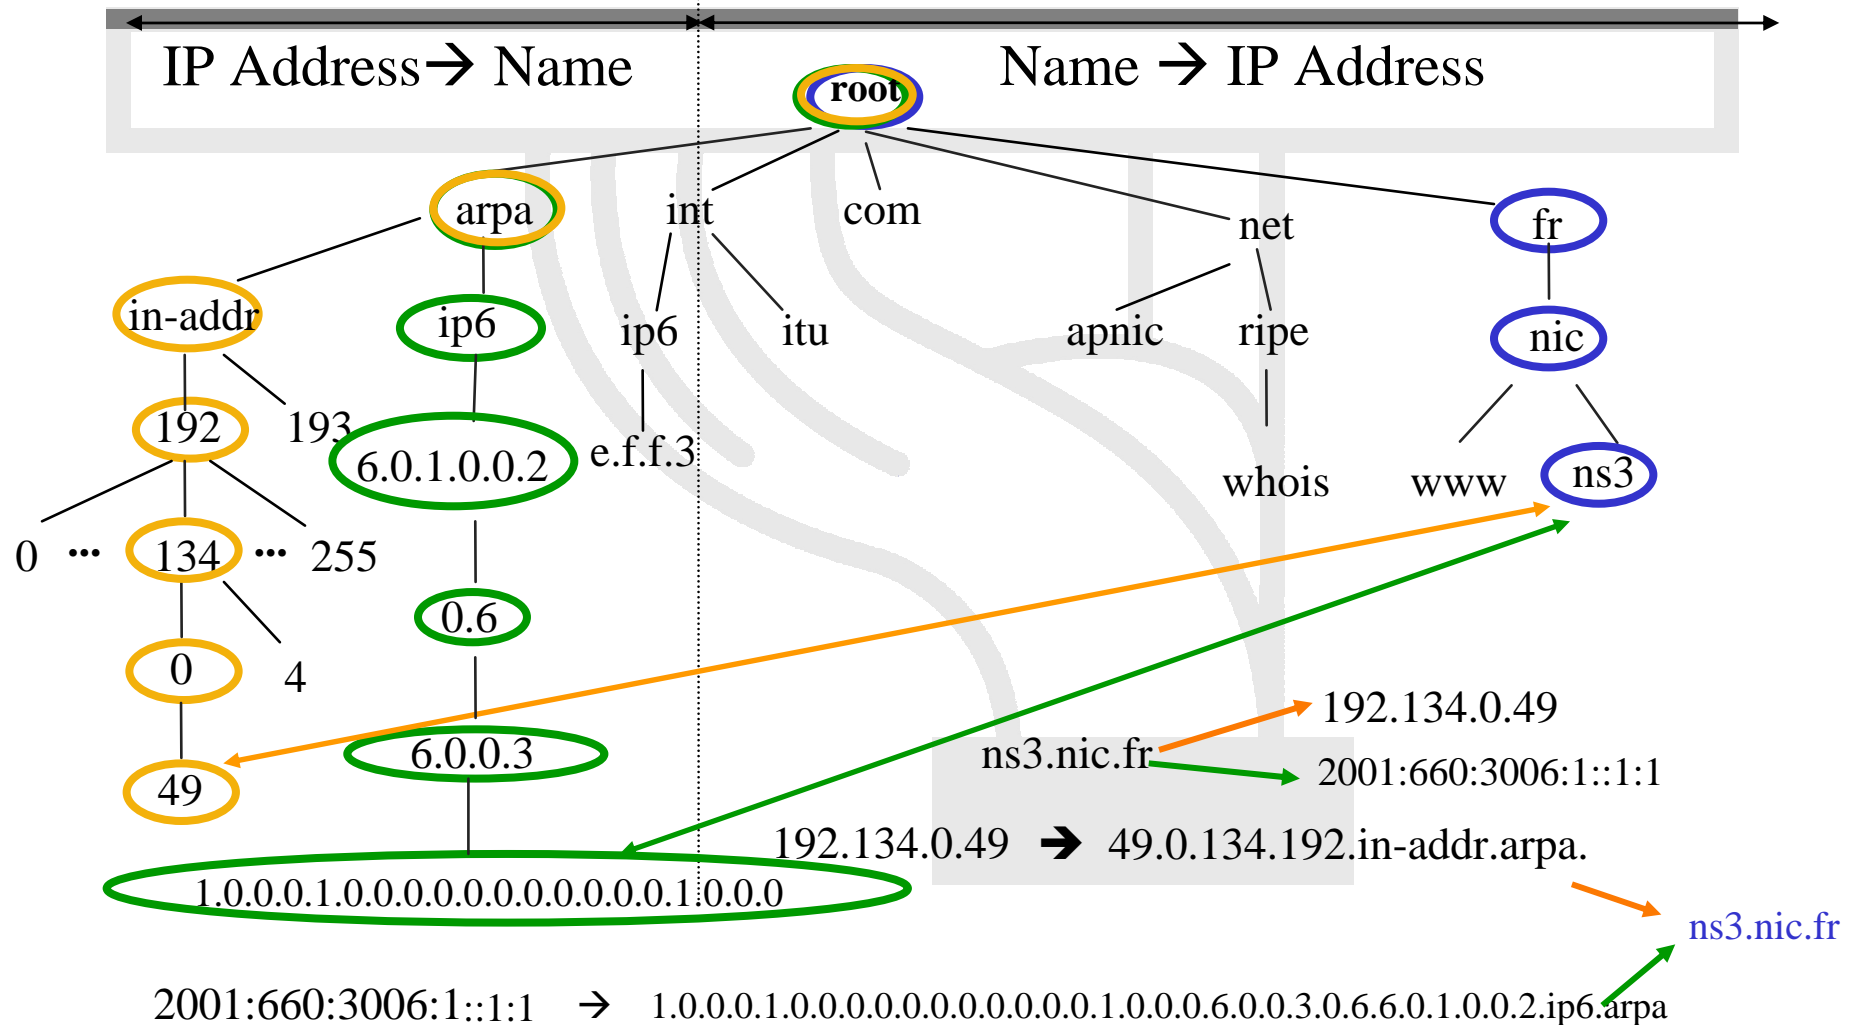 IP Address→ Name
Name → IP Address
root
arpa
int
com
net
fr
in-addr
ip6
ip6
itu
apnic
ripe
nic
192
193
6.0.1.0.0.2
e.f.f.3
whois
www
ns3
0 ... 134 ... 255
0.6
0
4
6.0.0.3
49
ns3.nic.fr
192.134.0.49
2001:660:3006:1::1:1
192.134.0.49 → 49.0.134.192.in-addr.arpa.
1.0.0.0.1.0.0.0.0.0.0.0.0.0.0.0.1.0.0.0
ns3.nic.fr
2001:660:3006:1::1:1 → 1.0.0.0.1.0.0.0.0.0.0.0.0.0.0.0.1.0.0.0.6.0.0.3.0.6.6.0.1.0.0.2.ip6.arpa